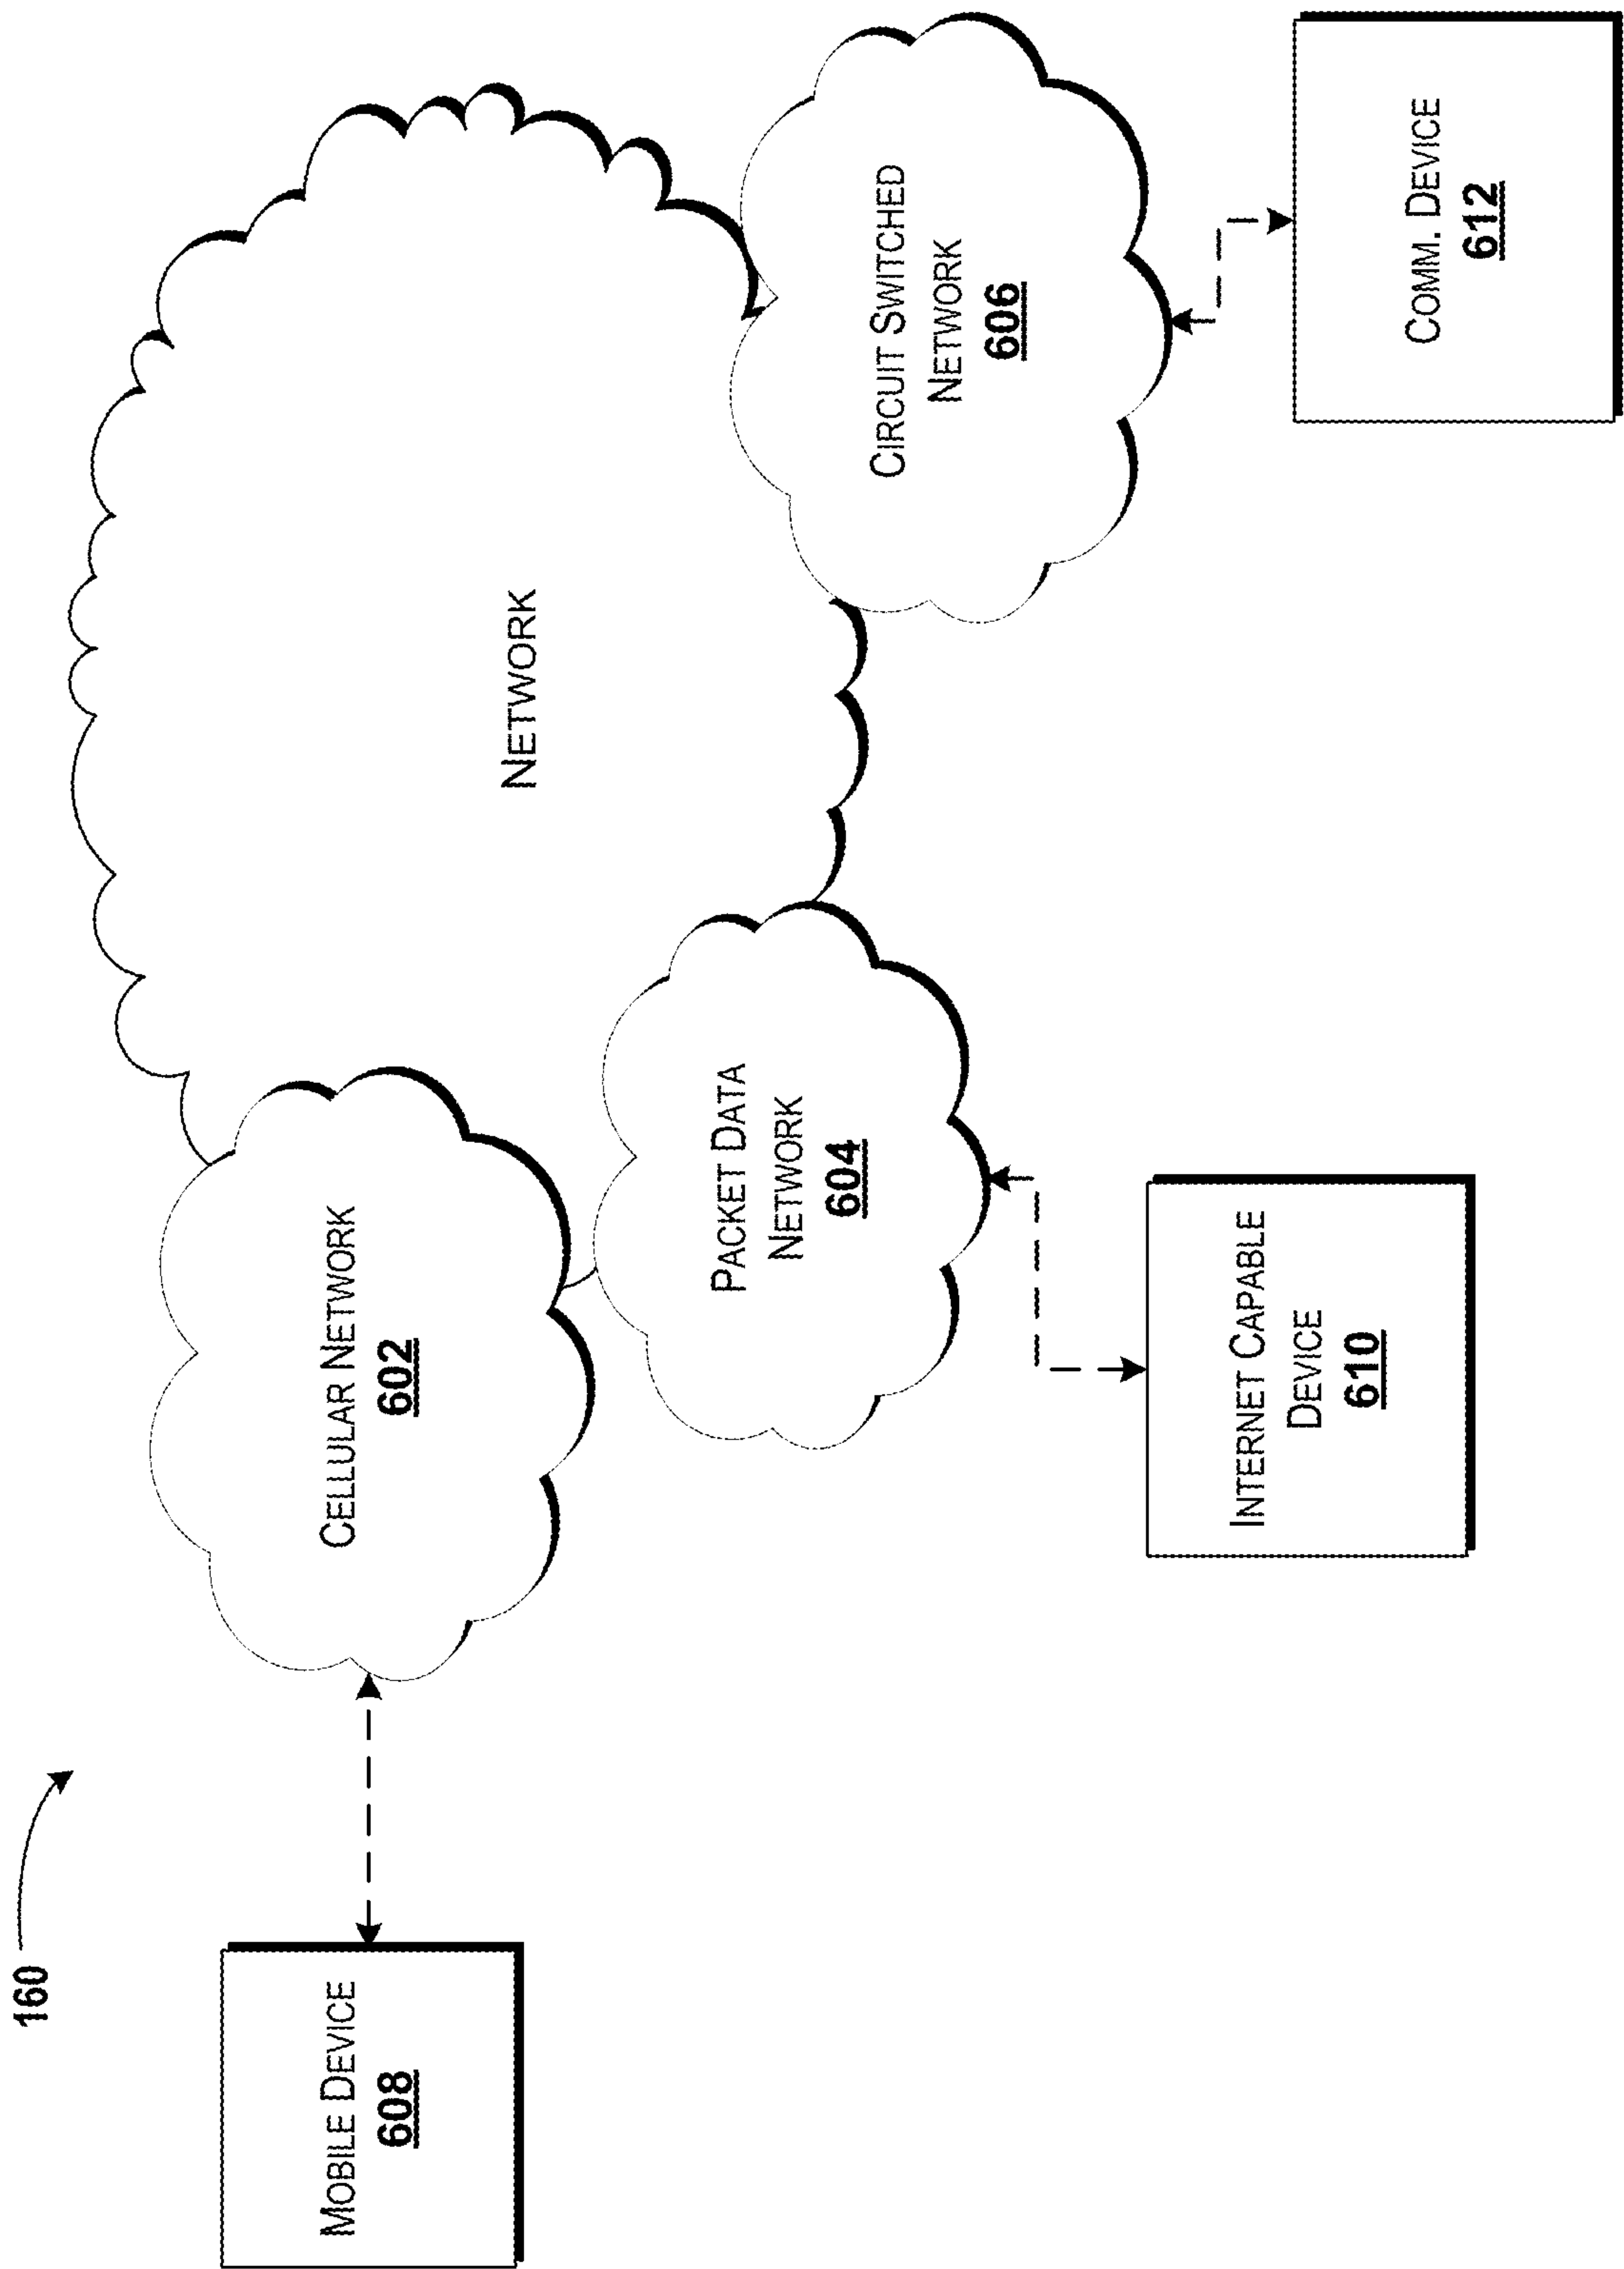 160
MOBILE DEVICE
608
CELLULAR NETWORK
602
NETWORK
PACKET DATA
NETWORK
604
CIRCUIT SWITCHED
NETWORK
606
INTERNET CAPABLE
DEVICE
610
COMM. DEVICE
612